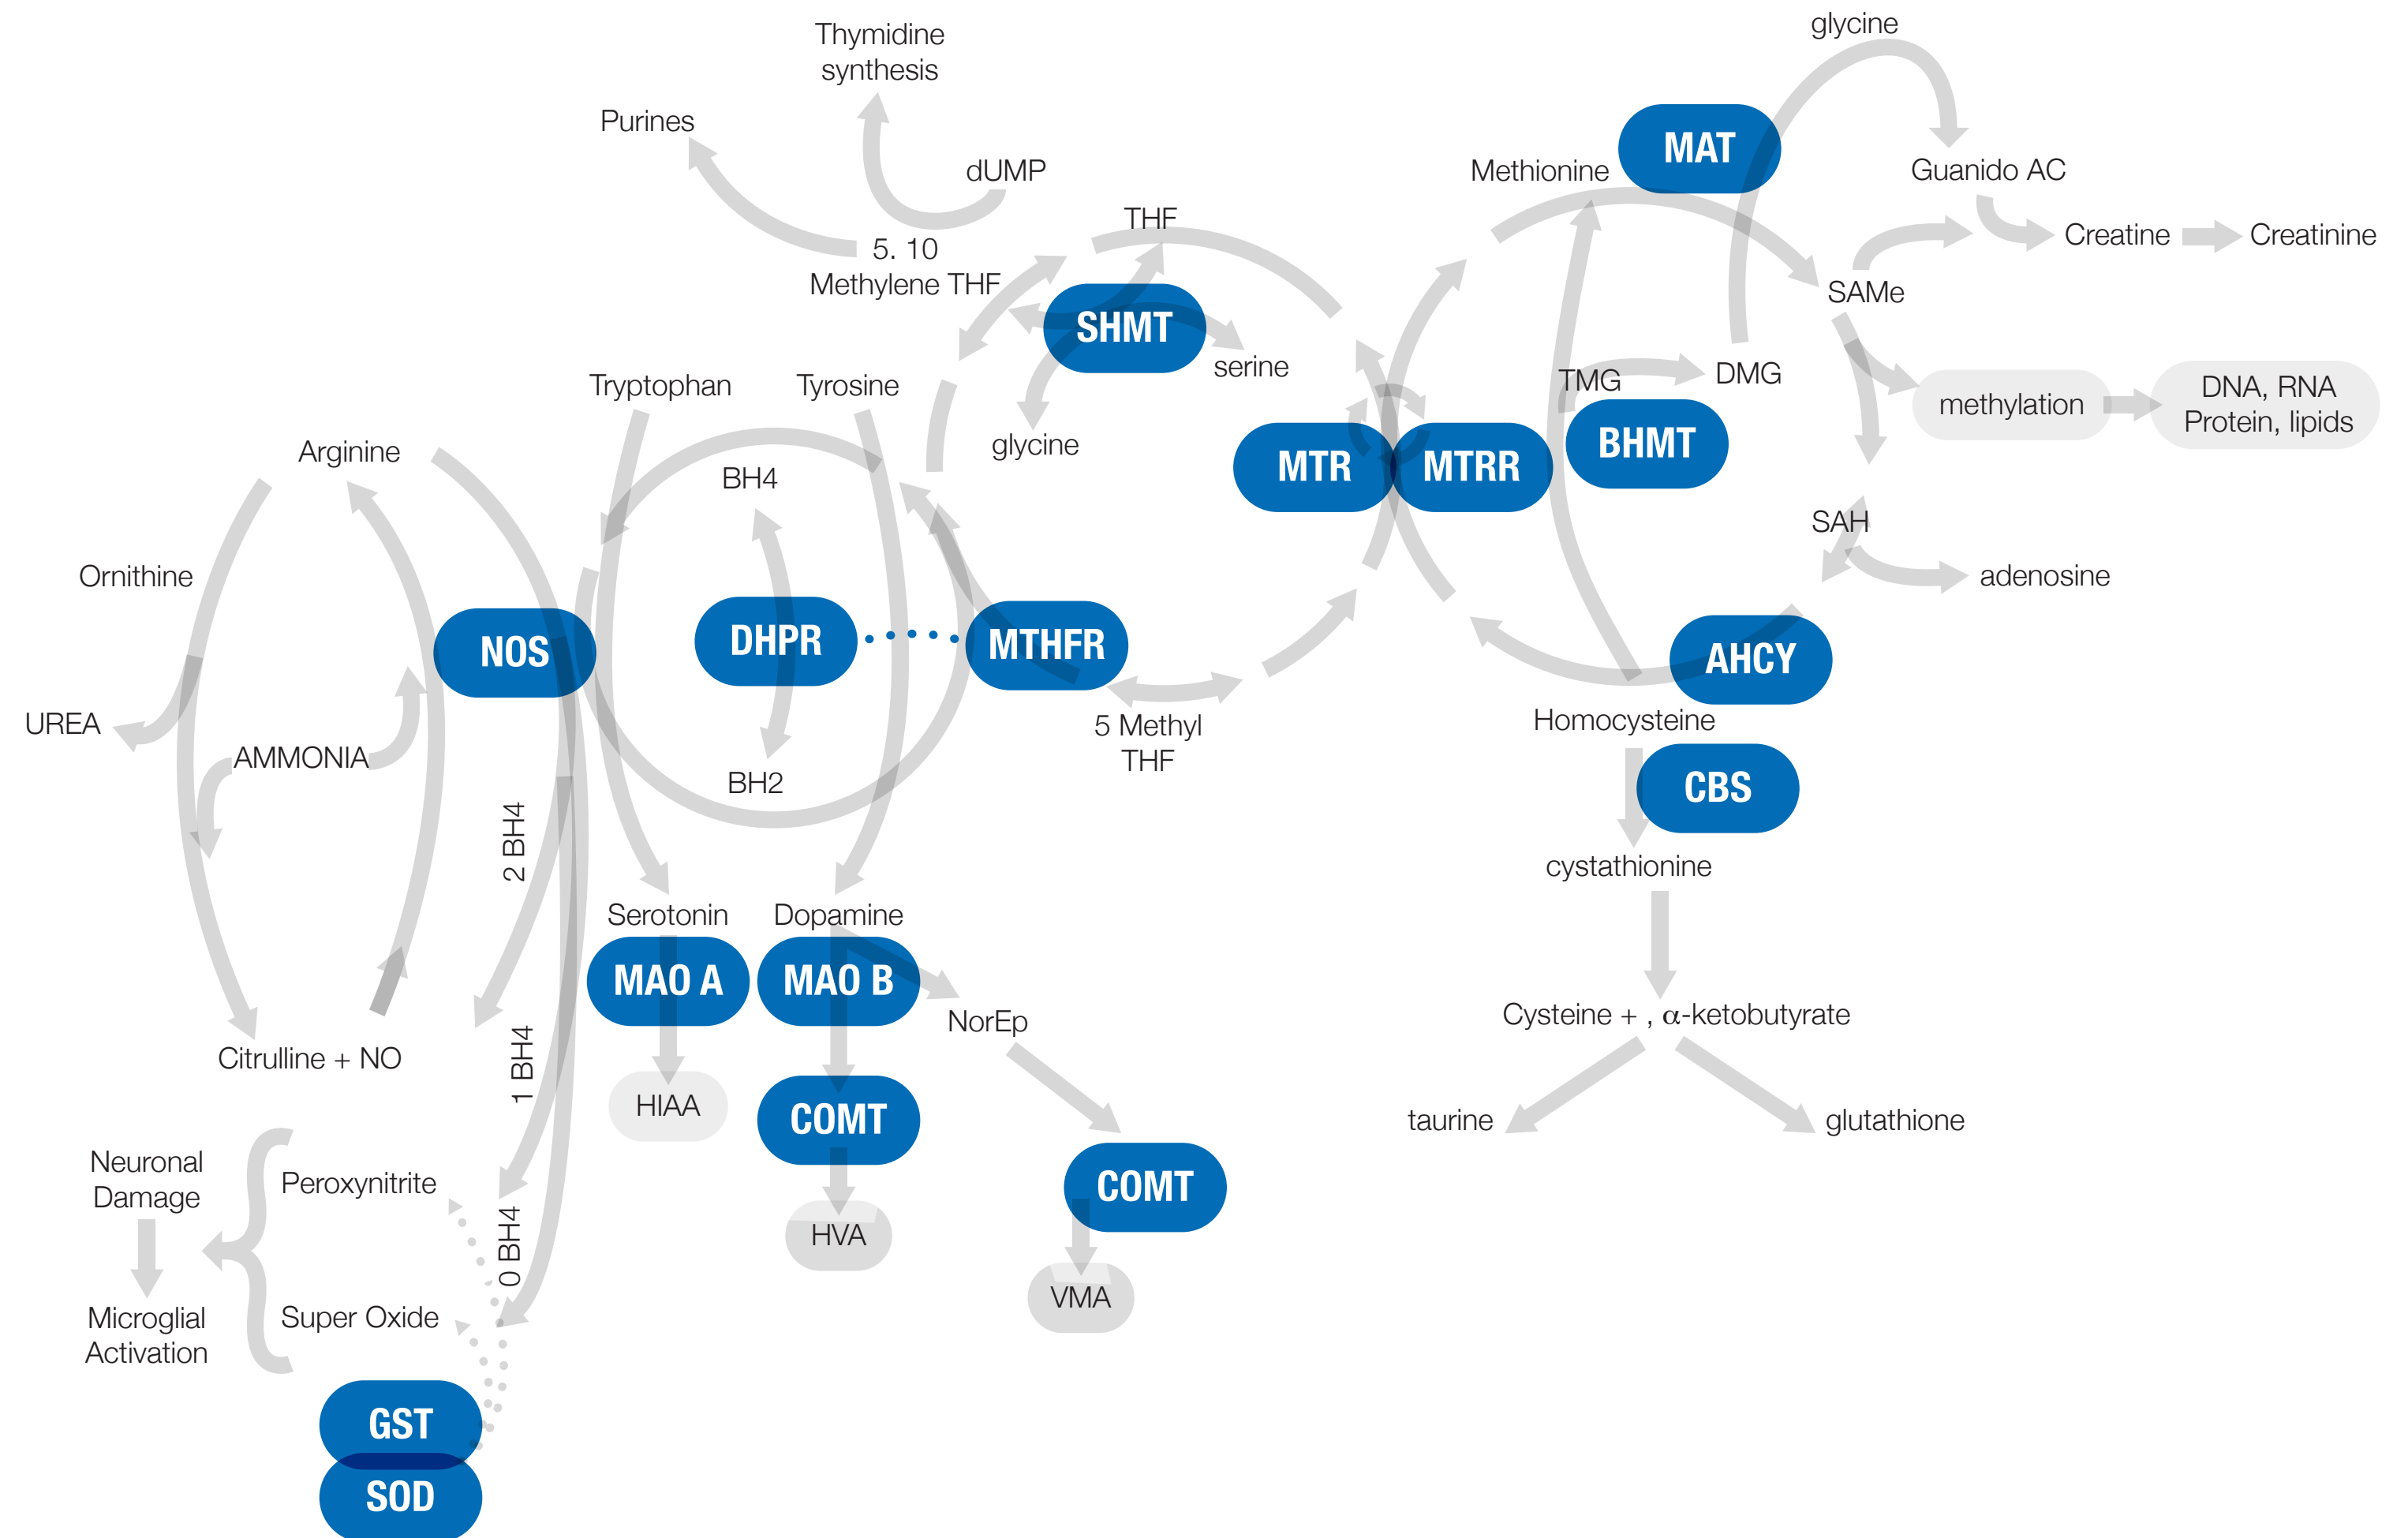 glycine
Thymidine
synthesis
Purines
dUMP
MAT
Methionine
Guanido AC
THF
5. 10
Methylene THF
Creatine
Creatinine
SAMe
SHMT
serine
TMG
DMG
Tryptophan
Tyrosine
methylation
DNA, RNA
Protein, lipids
glycine
BHMT
Arginine
MTR
MTRR
BH4
SAH
Ornithine
adenosine
NOS
DHPR
MTHFR
AHCY
UREA
5 Methyl
THF
Homocysteine
AMMONIA
BH2
CBS
2 BH4
cystathionine
Serotonin
Dopamine
MAO A
MAO B
NorEp
Cysteine + , α-ketobutyrate
Citrulline + NO
1 BH4
HIAA
COMT
taurine
glutathione
Neuronal
Damage
Peroxynitrite
COMT
0 BH4
HVA
VMA
Microglial
Activation
Super Oxide
GST
SOD